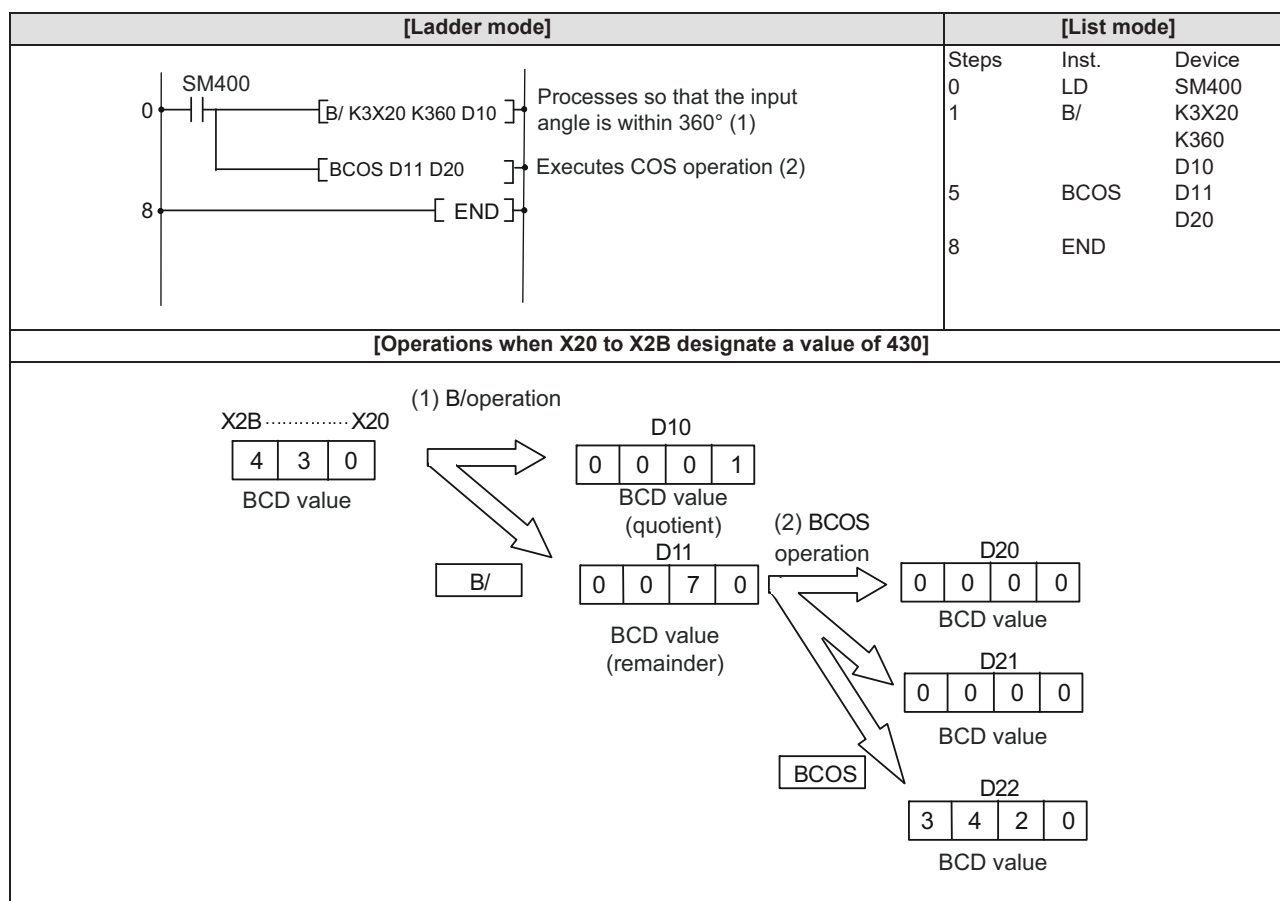 [Ladder mode]
[List mode]
SM400
0
[B/ K3X20 K360 D10 ]
Processes so that the input
angle is within 360° (1)
[BCOS D11 D20 ]
Executes COS operation (2)
8
[ END ]
Steps Inst. Device
0 LD SM400
1 B/ K3X20
K360
D10
5 BCOS D11
D20
8 END
[Operations when X20 to X2B designate a value of 430]
(1) B/operation
X2B ··············· X20
4 3 0
BCD value
D10
0 0 0 1
BCD value
(quotient)
B/
D11
0 0 7 0
BCD value
(remainder)
(2) BCOS
operation
D20
0 0 0 0
BCD value
D21
0 0 0 0
BCD value
BCOS
D22
3 4 2 0
BCD value